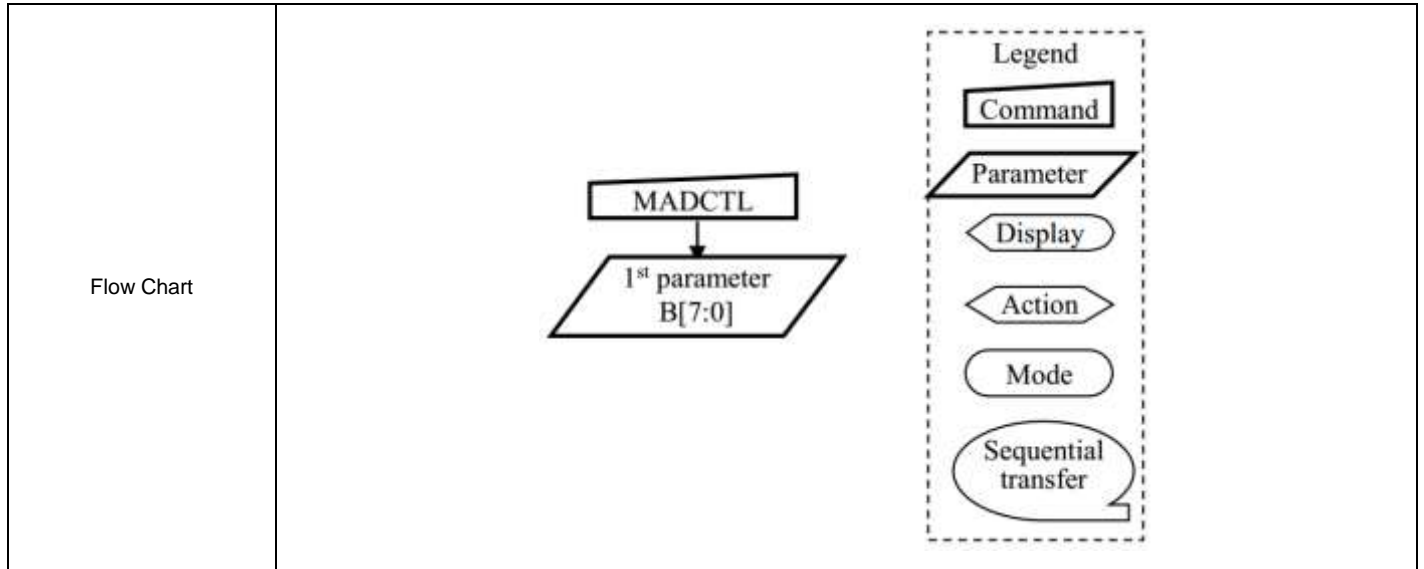 Flow Chart
MADCTL
1st parameter
B[7:0]
Legend
Command
Parameter
Display
Action
Mode
Sequential
transfer